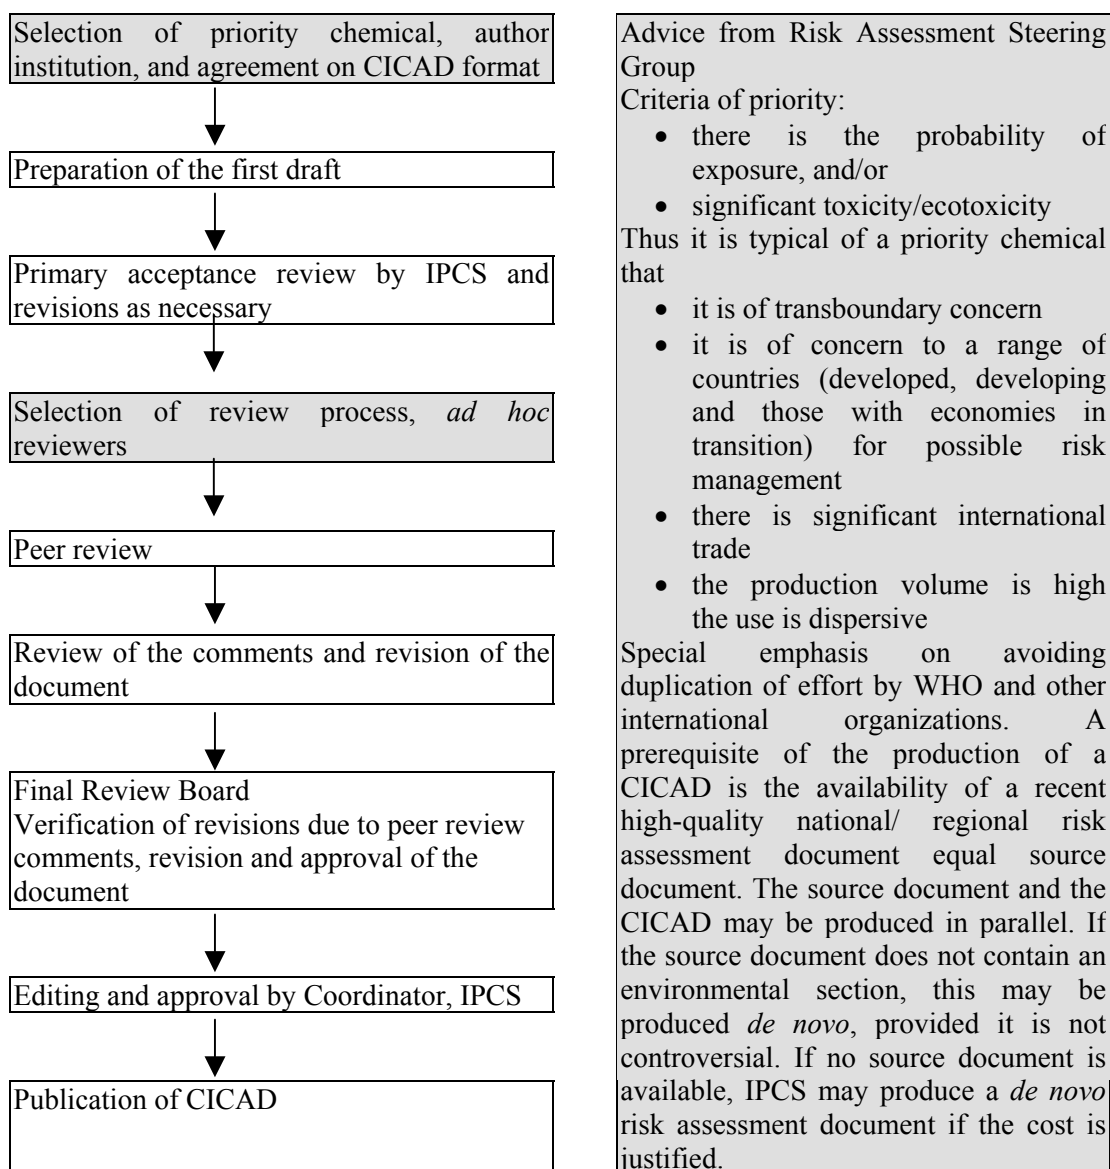 Selection of priority chemical, author
institution, and agreement on CICAD format
Preparation of the first draft
Primary acceptance review by IPCS and
revisions as necessary
Selection of review process, ad hoc
reviewers
Peer review
Review of the comments and revision of the
document
Final Review Board
Verification of revisions due to peer review
comments, revision and approval of the
document
Editing and approval by Coordinator, IPCS
Publication of CICAD
Advice from Risk Assessment Steering
Group
Criteria of priority:
• there is the probability of
exposure, and/or
• significant toxicity/ecotoxicity
Thus it is typical of a priority chemical
that
• it is of transboundary concern
• it is of concern to a range of
countries (developed, developing
and those with economies in
transition) for possible risk
management
• there is significant international
trade
• the production volume is high
the use is dispersive
Special emphasis on avoiding
duplication of effort by WHO and other
international organizations. A
prerequisite of the production of a
CICAD is the availability of a recent
high-quality national/ regional risk
assessment document equal source
document. The source document and the
CICAD may be produced in parallel. If
the source document does not contain an
environmental section, this may be
produced de novo, provided it is not
controversial. If no source document is
available, IPCS may produce a de novo
risk assessment document if the cost is
justified.